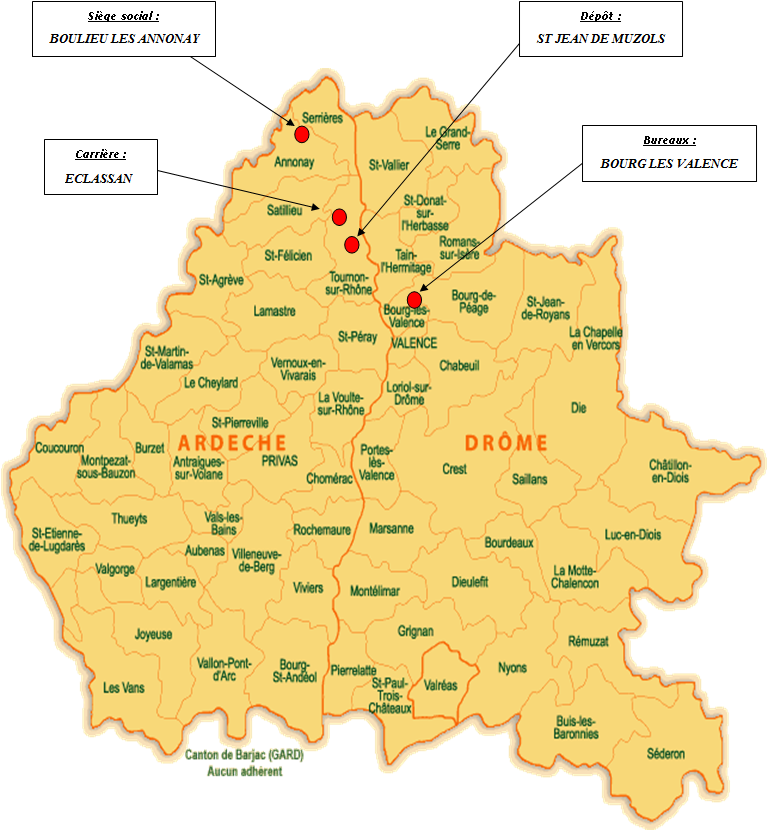 Siège social :
BOULIEU LES ANNONAY
Dépôt :
ST JEAN DE MUZOLS
Carrière :
ECLASSAN
Bureaux :
BOURG LES VALENCE
Serrières
Annonay
Satillieu
St-Félicien
St-Agrève
Tournon-
sur-Rhône
Lamastre
St-Péray
St-Martin-
de-Valamas
Vernoux-en-
Vivarais
Le Cheylard
La Voulte-
sur-Rhône
St-Pierreville
ARDECHE
Coucouron
Burzet
Montpezat-
sous-Bauzon
Antraigues-
sur-Volane
PRIVAS
Chomérac
St-Etienne-
de-Lugdarès
Thueyts
Vals-les-
Bains
Aubenas
Villeneuve-
de-Berg
Rochemaure
Valgorge
Largentière
Viviers
Joyeuse
Les Vans
Vallon-Pont-
d'Arc
Bourg-
St-Andéol
Le Grand-
Serre
St-Vallier
St-Donat-
sur-
l'Herbasse
Romans-
sur-Isère
Tain-
l'Hermitage
Bourg-les-
Valence
Bourg-de-
Péage
St-Jean-
de-Royans
La Chapelle
en Vercors
VALENCE
Chabeuil
Loriol-sur-
Drôme
Die
DRÔME
Portes-
lès-
Valence
Crest
Saillans
Châtillon-
en-Diois
Marsanne
Bourdeaux
Luc-en-Diois
La Motte-
Chalencon
Montélimar
Dieulefit
Grignan
Rémuzat
Pierrelatte
St-Paul-
Trois-
Châteaux
Valréas
Nyons
Buis-les-
Baronnies
Séderon
Canton de Barjac (GARD)
Aucun adhérent